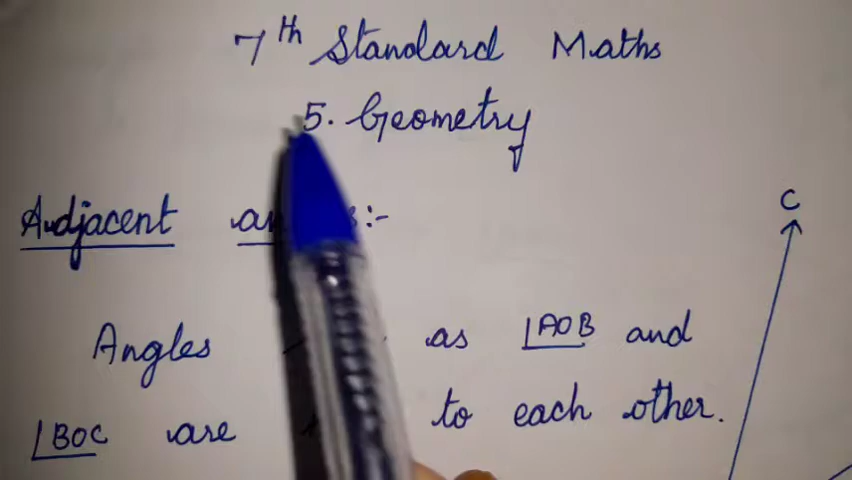 7th Standard Maths
5. Geometry
Adjacent :-
C
Angles as ∠AOB and
∠BOC are to each other.